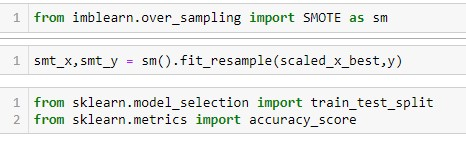 1 from imblearn.over_sampling import SMOTE as sm
1 smt_x,smt_y = sm().fit_resample(scaled_x_best,y)
1 from sklearn.model_selection import train_test_split
2 from sklearn.metrics import accuracy_score